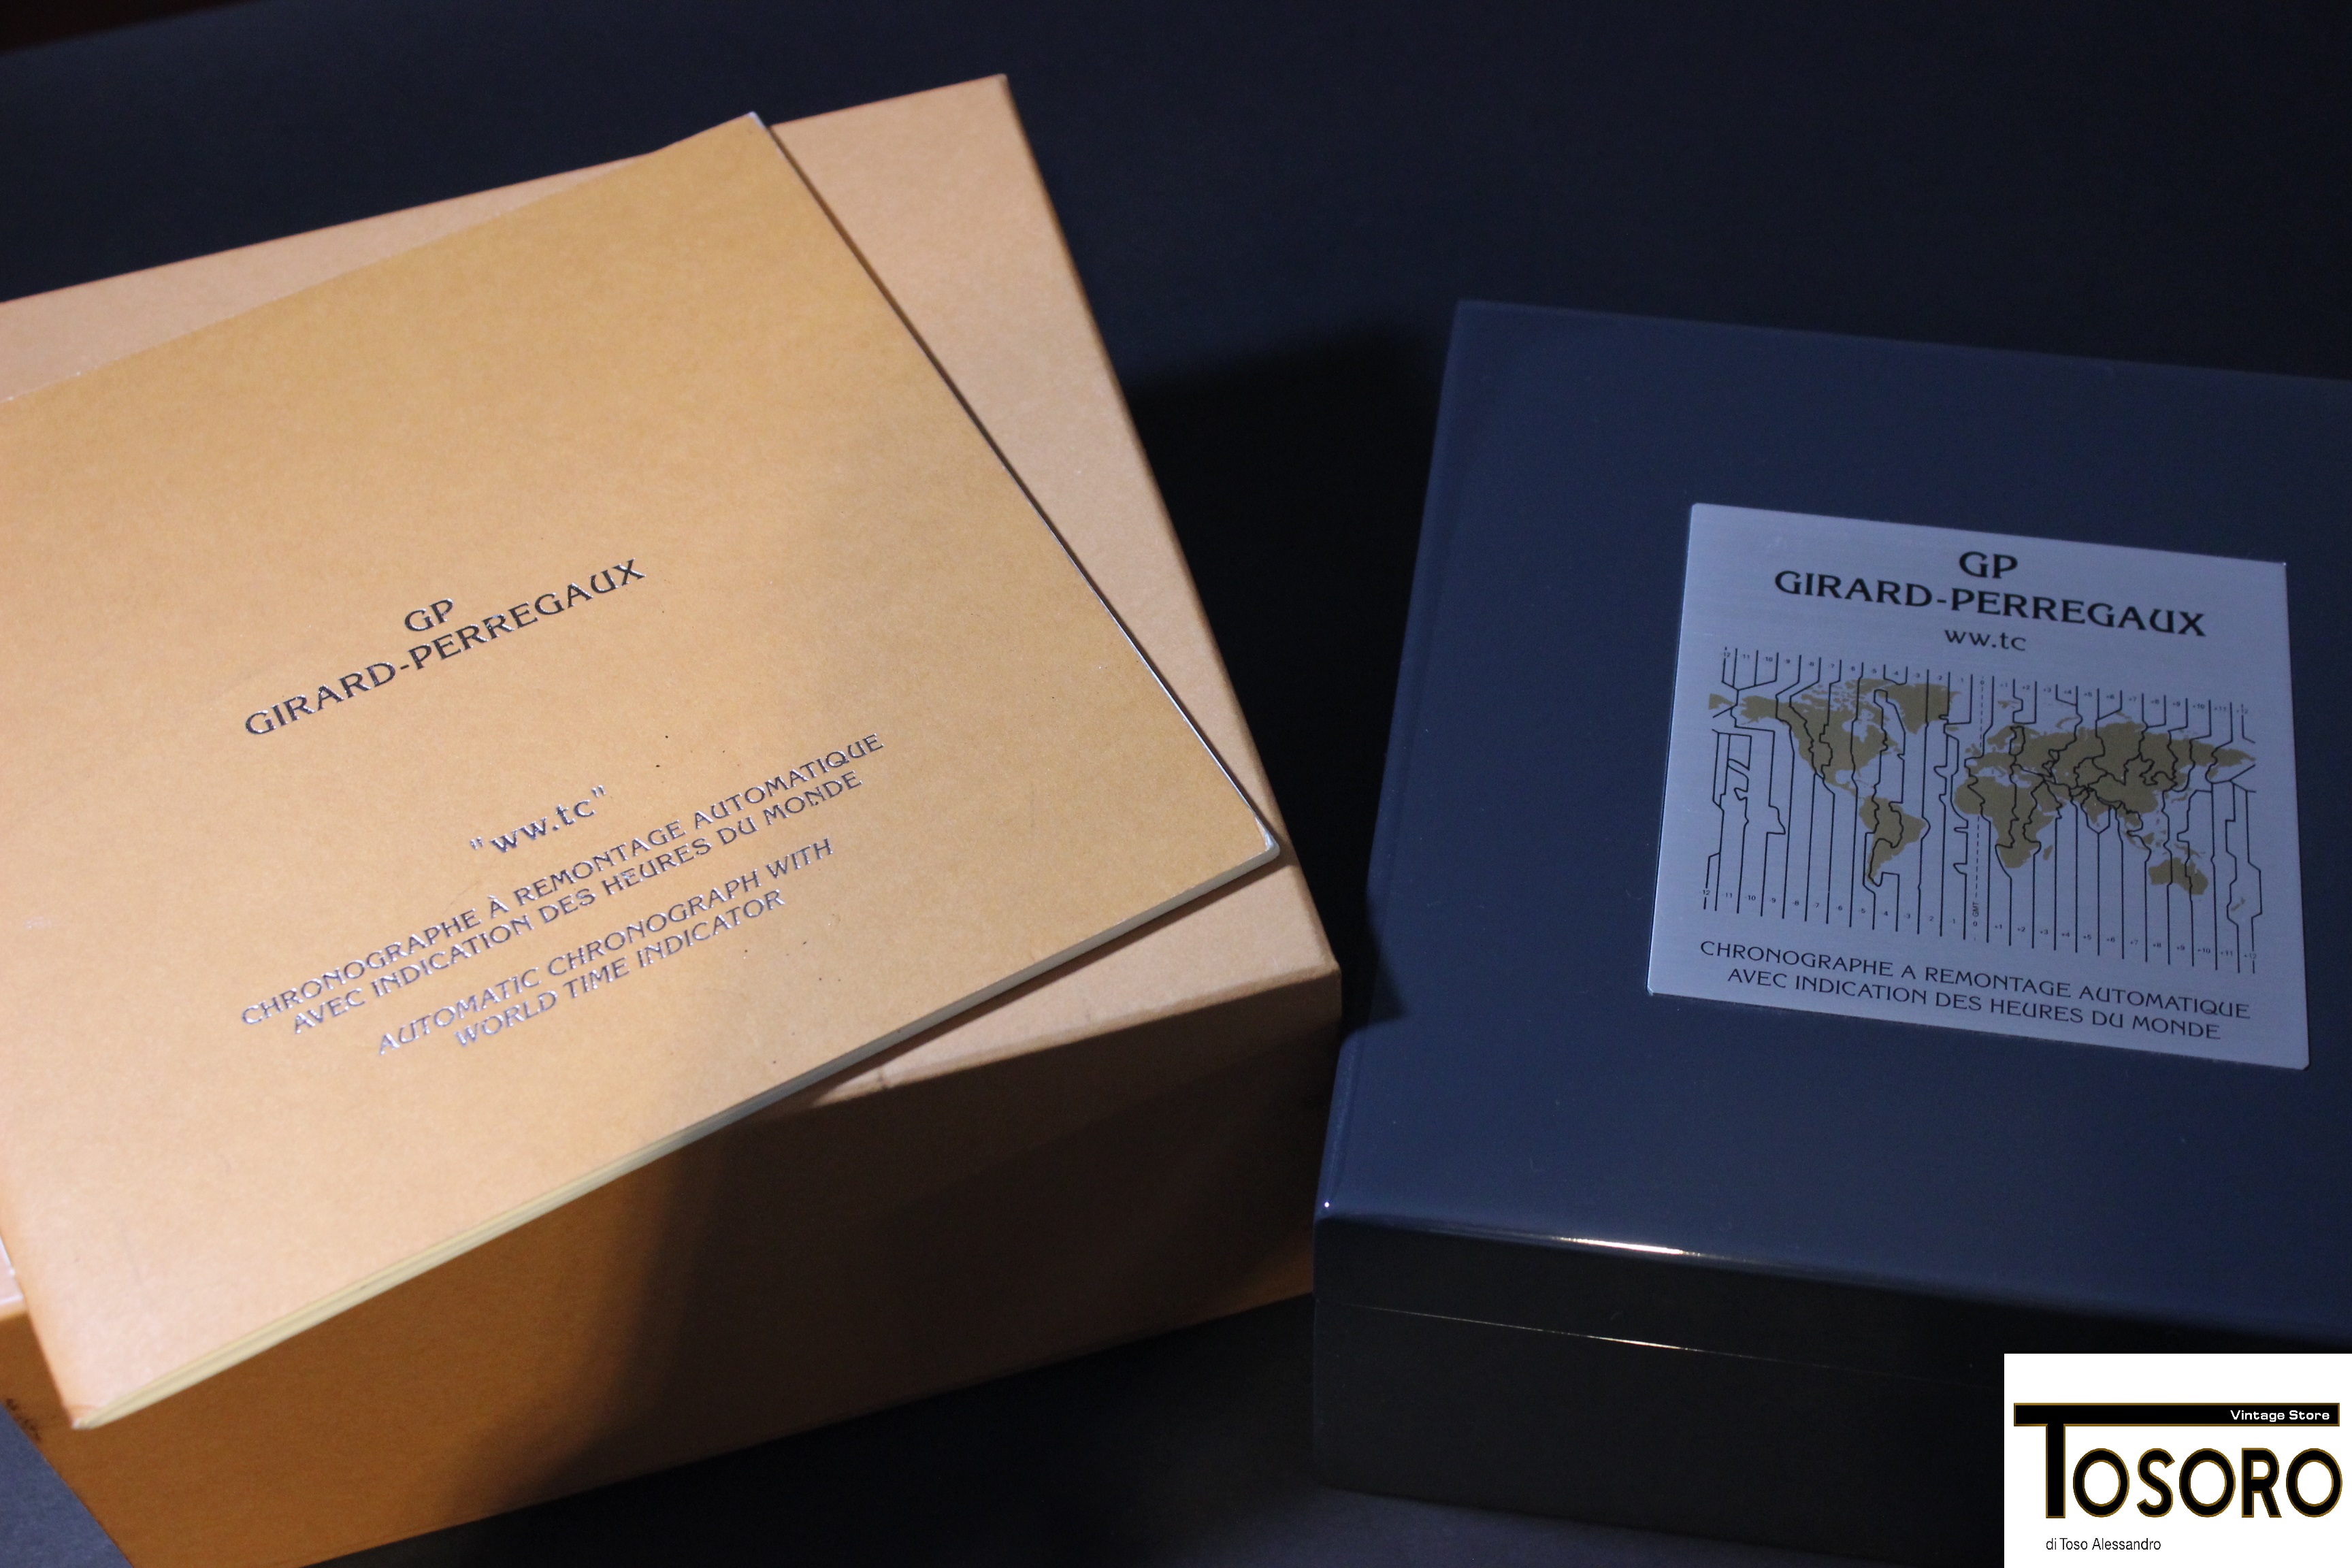 GP
GIRARD-PERREGAUX
"ww.tc"
CHRONOGRAPHE À REMONTAGE AUTOMATIQUE
AVEC INDICATION DES HEURES DU MONDE
AUTOMATIC CHRONOGRAPH WITH
WORLD TIME INDICATOR
GP
GIRARD-PERREGAUX
ww.tc
GMT
CHRONOGRAPHE A REMONTAGE AUTOMATIQUE
AVEC INDICATION DES HEURES DU MONDE
Vintage Store
TOSORO
di Toso Alessandro